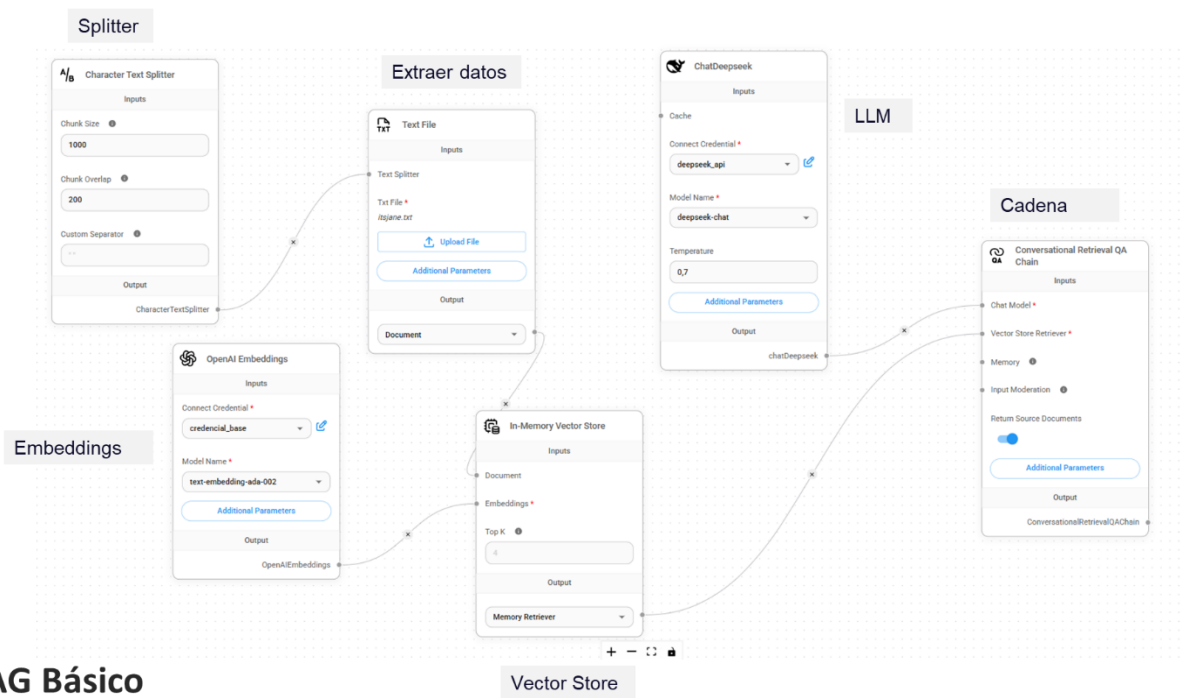 Splitter
A/B Character Text Splitter
Inputs
Chunk Size
1000
Chunk Overlap
200
Custom Separator
Output
CharacterTextSplitter
Extraer datos
TXT Text File
Inputs
Text Splitter
Txt File *
Upload File
Additional Parameters
Output
Document
ChatDeepseek
Inputs
Cache
Connect Credential *
deepseek_api
Model Name *
deepseek-chat
Temperature
0,7
Additional Parameters
Output
chatDeepseek
LLM
Cadena
QA Conversational Retrieval QA
Chain
Inputs
Chat Model *
Vector Store Retriever *
Memory
Input Moderation
Return Source Documents
Additional Parameters
Output
ConversationalRetrievalQAChain
Embeddings
OpenAI Embeddings
Inputs
Connect Credential *
credencial_base
Model Name *
text-embedding-ada-002
Additional Parameters
Output
OpenAIEmbeddings
In-Memory Vector Store
Inputs
Document
Embeddings *
Top K
4
Output
Memory Retriever
Vector Store
AG Básico